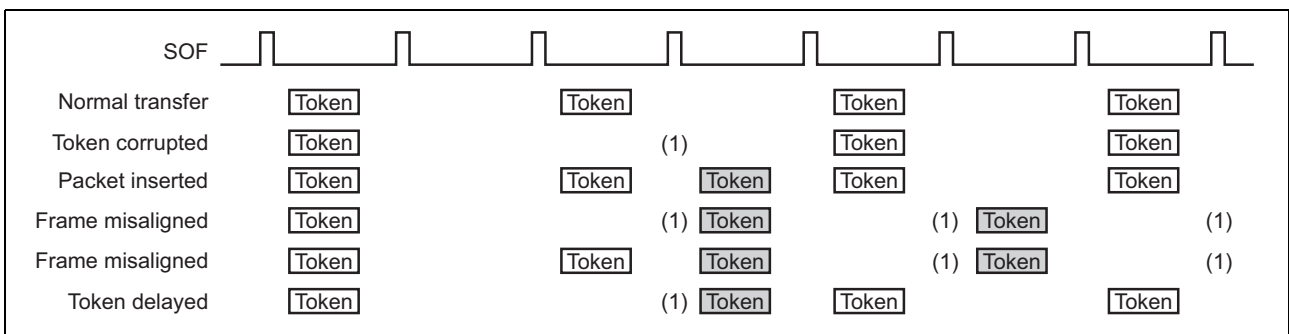 SOF
Normal transfer Token Token Token Token
Token corrupted Token (1) Token Token
Packet inserted Token Token Token Token Token
Frame misaligned Token (1) Token (1) Token (1)
Frame misaligned Token Token Token (1) Token (1)
Token delayed Token (1) Token Token Token